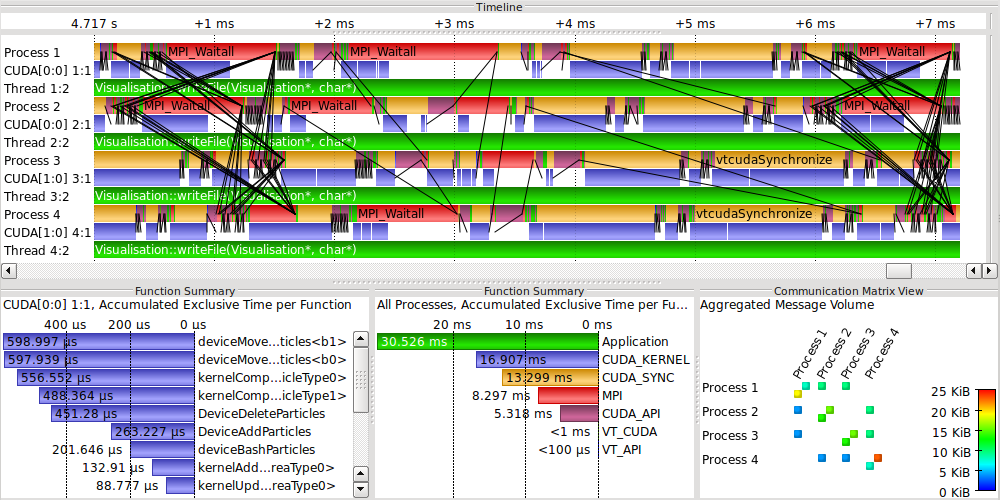 Timeline
4.717 s +1 ms +2 ms +3 ms +4 ms +5 ms +6 ms +7 ms
Process 1 MPI_Waitall MPI_Waitall MPI_Waitall
CUDA[0:0] 1:1
Thread 1:2 Visualisation::writeFile(Visualisation*, char*)
Process 2 MPI_Waitall MPI_Waitall MPI_Waitall
CUDA[0:0] 2:1
Thread 2:2 Visualisation::writeFile(Visualisation*, char*)
Process 3 vtcudaSynchronize
CUDA[1:0] 3:1
Thread 3:2 Visualisation::writeFile(Visualisation*, char*)
Process 4 MPI_Waitall vtcudaSynchronize
CUDA[1:0] 4:1
Thread 4:2 Visualisation::writeFile(Visualisation*, char*)
Function Summary
CUDA[0:0] 1:1, Accumulated Exclusive Time per Function
400 µs 200 µs 0 µs
598.997 µs deviceMove...ticles<b1>
597.939 µs deviceMove...ticles<b0>
556.552 µs kernelComp...icleType0>
488.364 µs kernelComp...icleType1>
451.28 µs DeviceDeleteParticles
263.227 µs DeviceAddParticles
201.646 µs deviceBashParticles
132.91 µs kernelAdd...reaType0>
88.777 µs kernelUpd...reaType0>
Function Summary
All Processes, Accumulated Exclusive Time per Fu...
20 ms 10 ms 0 ms
30.526 ms Application
16.907 ms CUDA_KERNEL
13.299 ms CUDA_SYNC
8.297 ms MPI
5.318 ms CUDA_API
<1 ms VT_CUDA
<100 µs VT_API
Communication Matrix View
Aggregated Message Volume
Process 1
Process 2
Process 3
Process 4
Process 1
Process 2
Process 3
Process 4
25 KiB
20 KiB
15 KiB
10 KiB
5 KiB
0 KiB